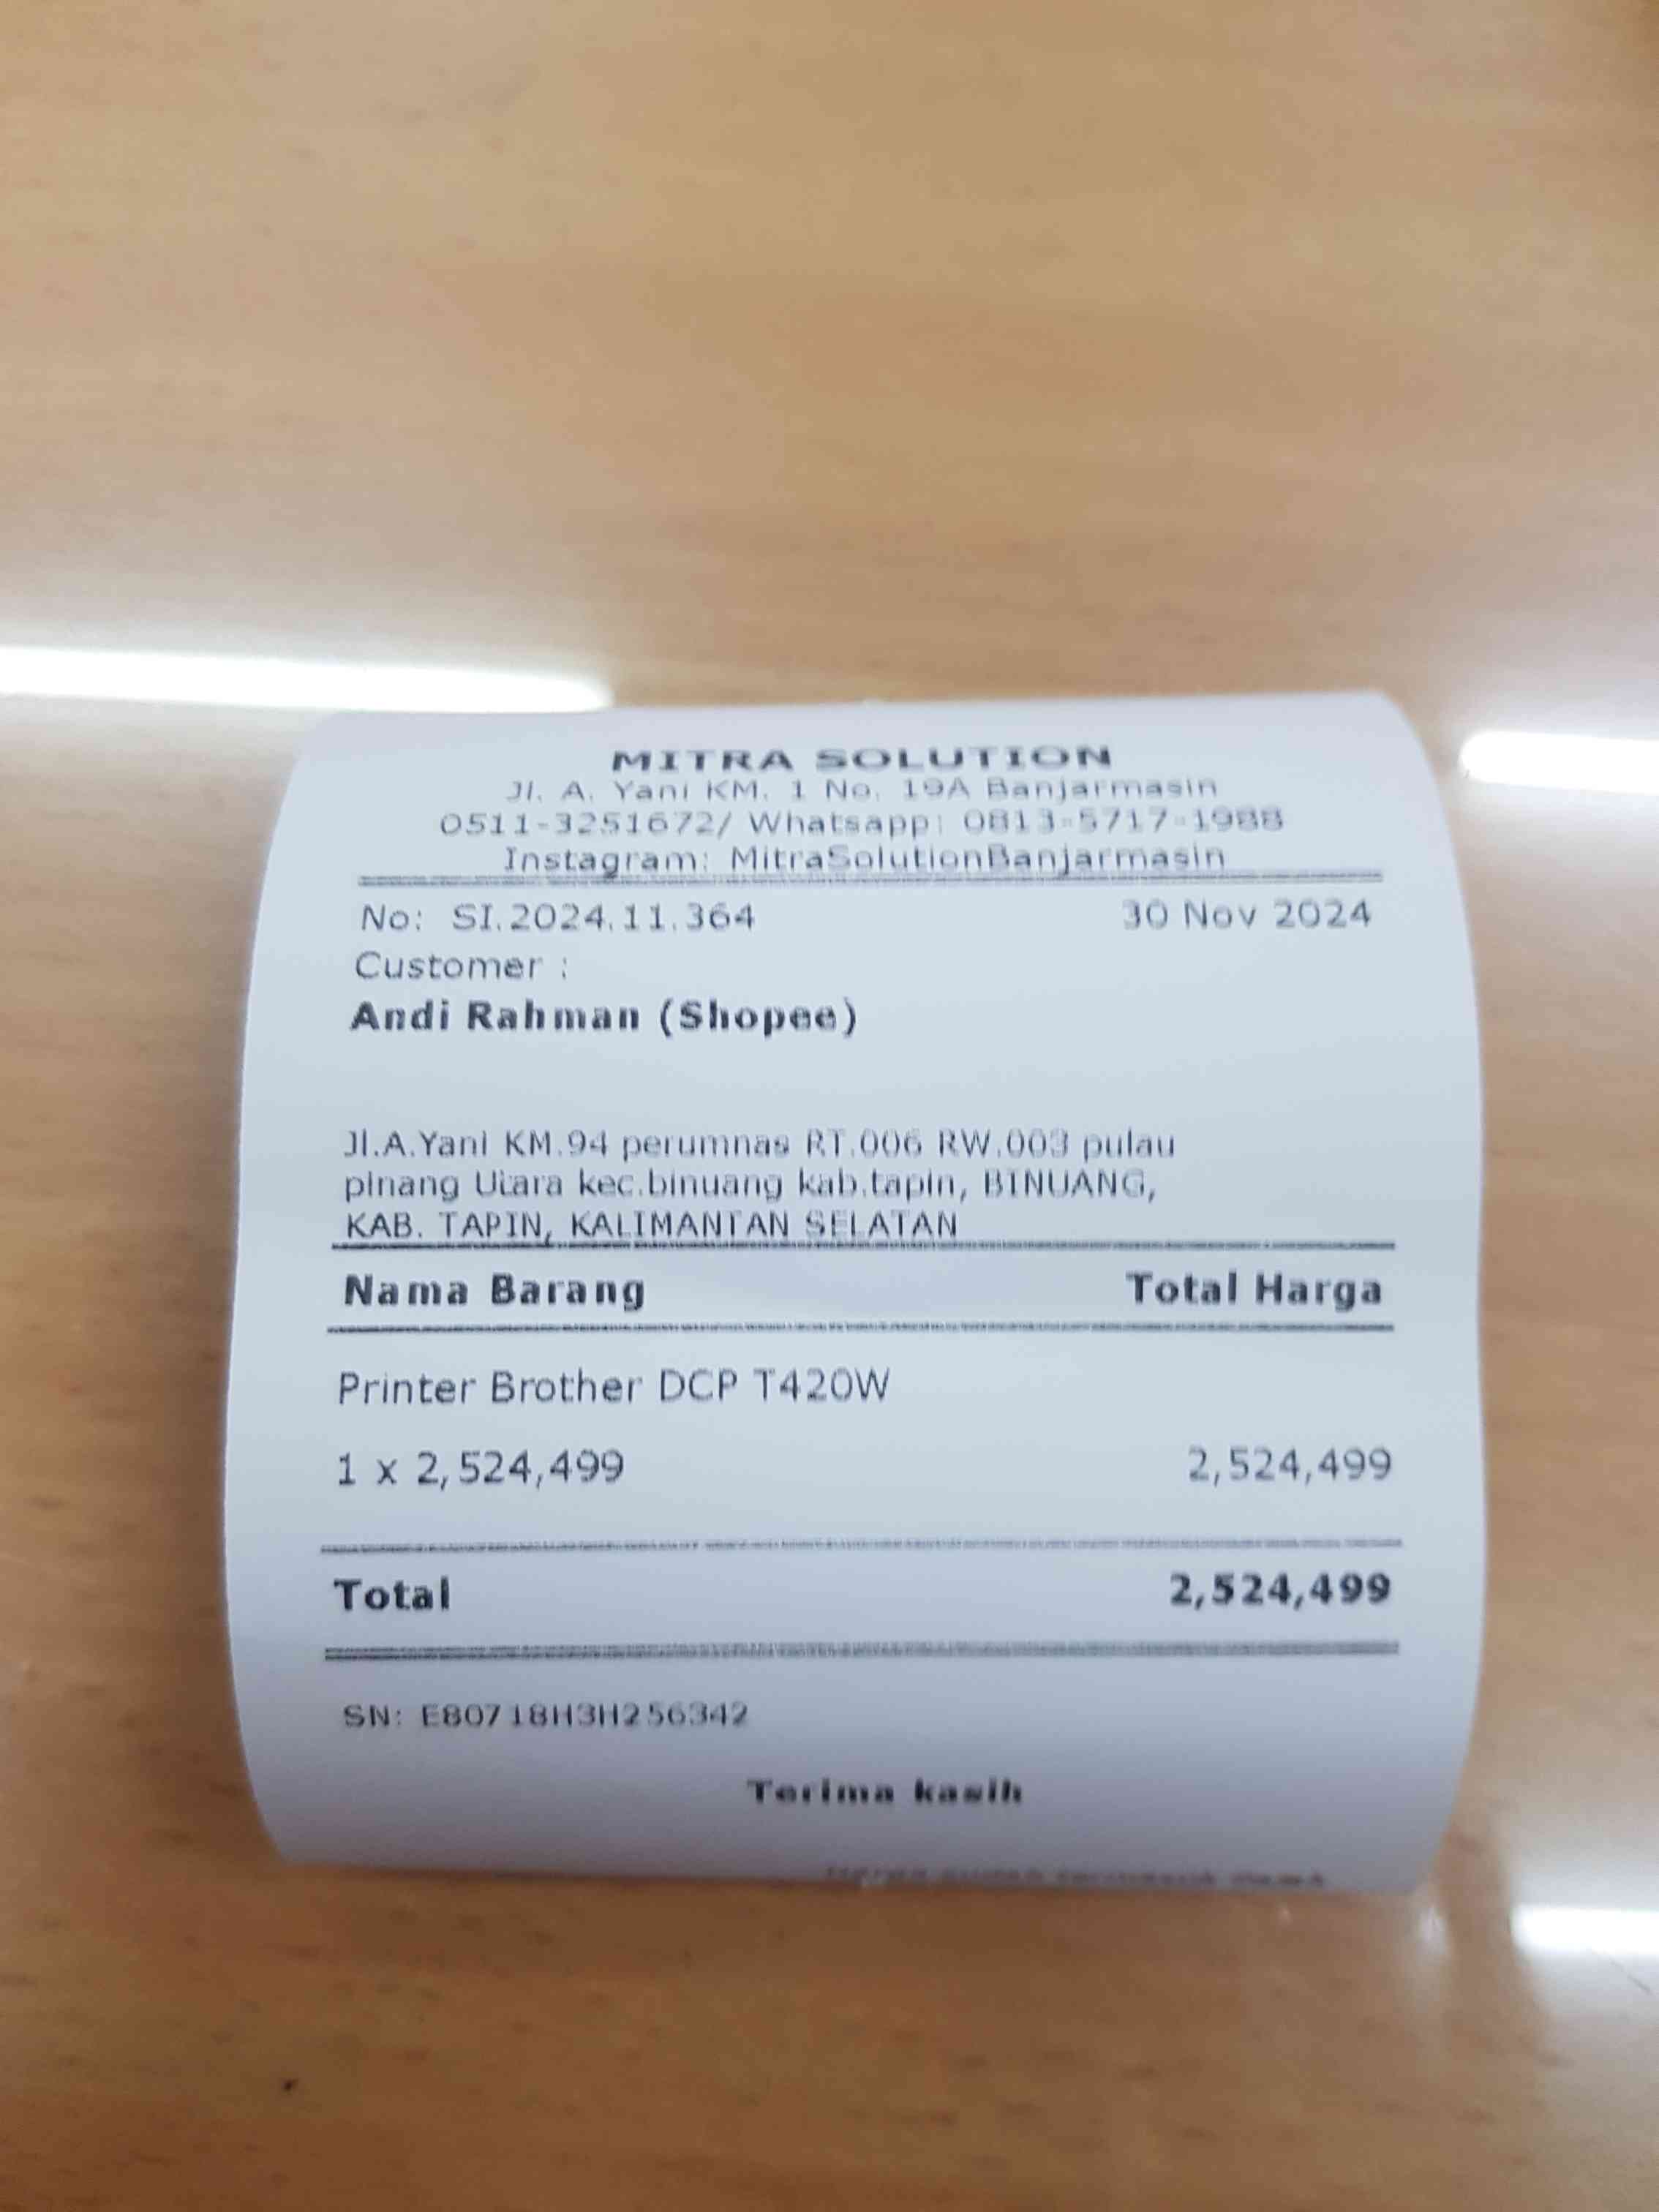 MITRA SOLUTION
Jl. A. Yani KM. 1 No. 19A Banjarmasin
0511-3251672/ Whatsapp: 0813-5717-1988
Instagram: MitraSolutionBanjarmasin
No: SI.2024.11.364 30 Nov 2024
Customer :
Andi Rahman (Shopee)
Jl.A.Yani KM.94 perumnas RT.006 RW.003 pulau
pinang Utara kec.binuang kab.tapin, BINUANG,
KAB. TAPIN, KALIMANTAN SELATAN
Nama Barang Total Harga
Printer Brother DCP T420W
1 x 2,524,499 2,524,499
Total 2,524,499
SN: E80718H3H256342
Terima kasih